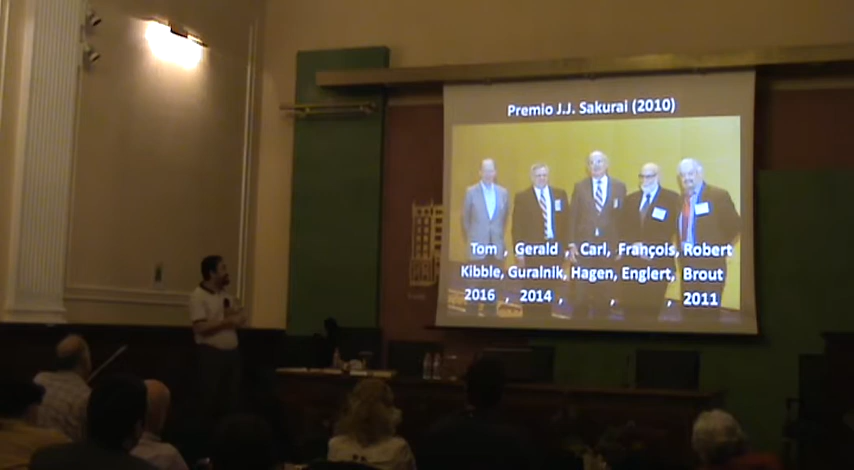 Premio J.J. Sakurai (2010)
Tom , Gerald , Carl, François, Robert
Kibble, Guralnik, Hagen, Englert, Brout
2016 , 2014 , , , 2011